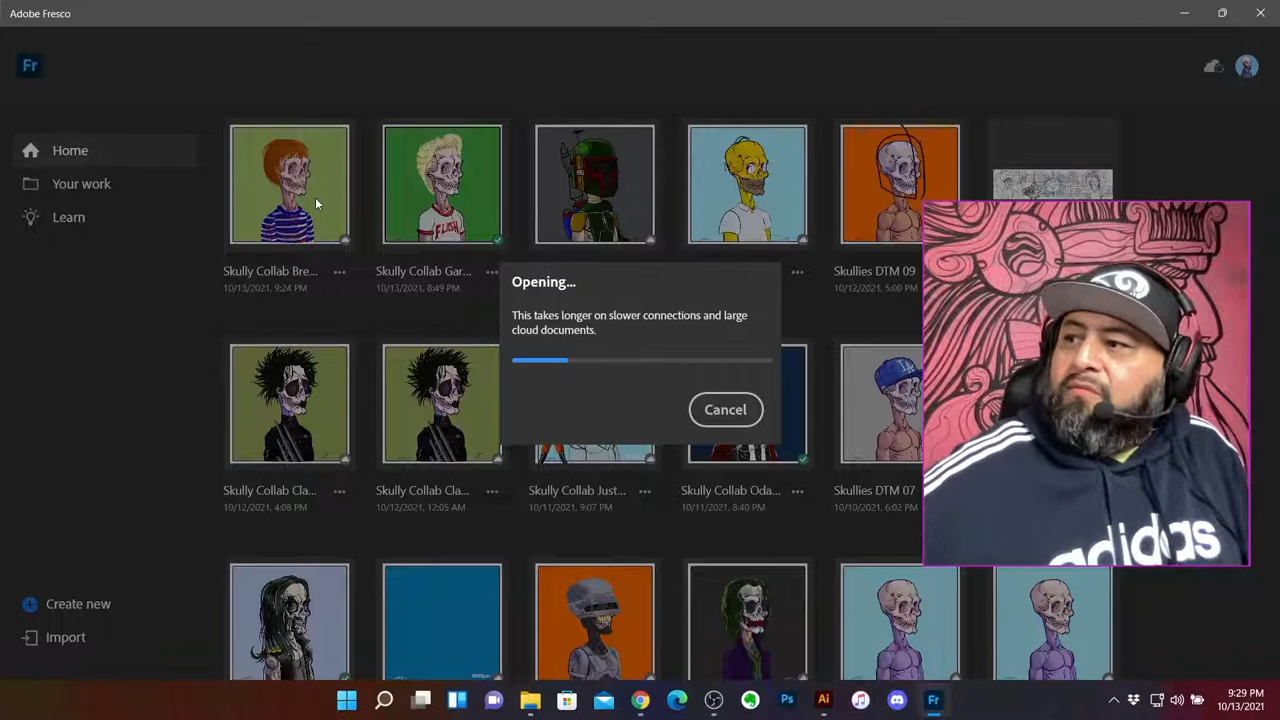 Adobe Fresco
Fr
Home
Your work
Learn
Create new
Import
FLASH
Skully Collab Bre...
10/13/2021, 9:24 PM
Skully Collab Gar...
10/13/2021, 8:49 PM
Skullies DTM 09
10/12/2021, 5:00 PM
Opening...
This takes longer on slower connections and large
cloud documents.
Cancel
Skully Collab Cla...
10/12/2021, 4:08 PM
Skully Collab Cla...
10/12/2021, 12:05 AM
Skully Collab Just...
10/11/2021, 9:07 PM
Skully Collab Oda...
10/11/2021, 8:40 PM
Skullies DTM 07
10/10/2021, 6:02 PM
adidas
Ps
Ai
Fr
9:29 PM
10/13/2021